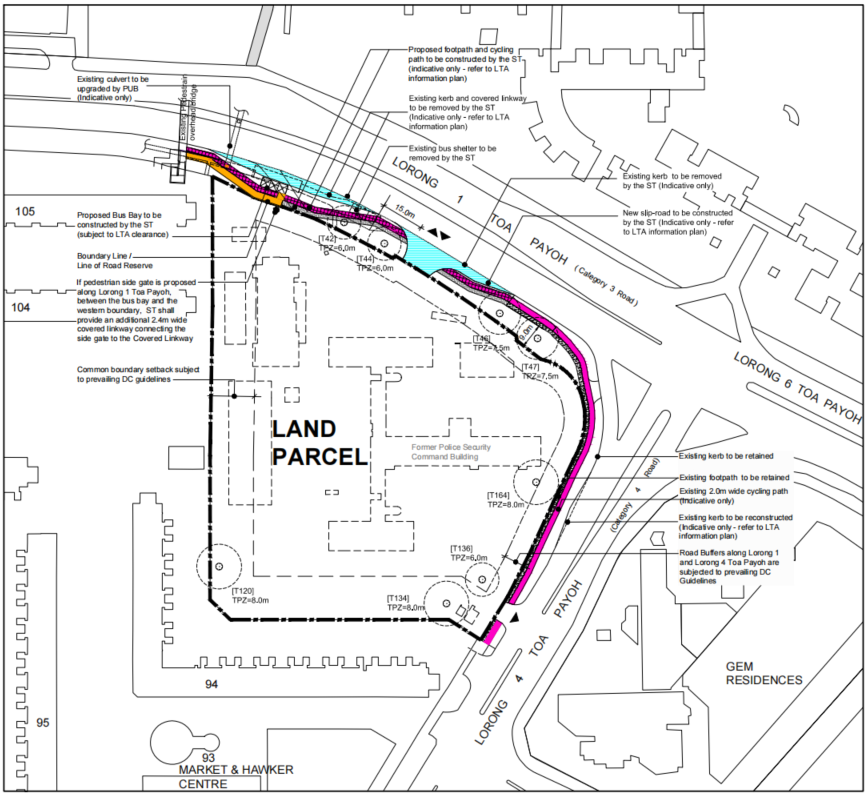 Proposed footpath and cycling
path to be constructed by the ST
(indicative only - refer to LTA
information plan)
Existing culvert to be
upgraded by PUB
(Indicative only)
Existing Pedestrian
overhead bridge
Existing kerb and covered linkway
to be removed by the ST
(Indicative only - refer to LTA
information plan)
Existing bus shelter to be
removed by the ST
Existing kerb to be removed
by the ST (Indicative only)
LORONG 1 TOA PAYOH (Category 3 Road)
15.0m
New slip-road to be constructed
by the ST (Indicative only - refer
to LTA information plan)
105
Proposed Bus Bay to be
constructed by the ST
(subject to LTA clearance)
Boundary Line /
Line of Road Reserve
[T42]
TPZ=6.0m
[T44]
TPZ=6.0m
If pedestrian side gate is proposed
along Lorong 1 Toa Payoh,
between the bus bay and the
western boundary, ST shall
provide an additional 2.4m wide
covered linkway connecting the
side gate to the Covered Linkway
104
[T46]
TPZ=7.5m
9.0m
[T47]
TPZ=7.5m
LORONG 6 TOA PAYOH
Common boundary setback subject
to prevailing DC guidelines
LAND
PARCEL
Former Police Security
Command Building
Existing kerb to be retained
Existing footpath to be retained
Existing 2.0m wide cycling path
(Indicative only)
Existing kerb to be reconstructed
(Indicative only - refer to LTA
information plan)
Road Buffers along Lorong 1
and Lorong 4 Toa Payoh are
subjected to prevailing DC
Guidelines
(Category 4 Road)
[T164]
TPZ=8.0m
[T136]
TPZ=6.0m
[T120]
TPZ=8.0m
[T134]
TPZ=8.0m
LORONG 4 TOA PAYOH
GEM
RESIDENCES
94
95
93
MARKET & HAWKER
CENTRE